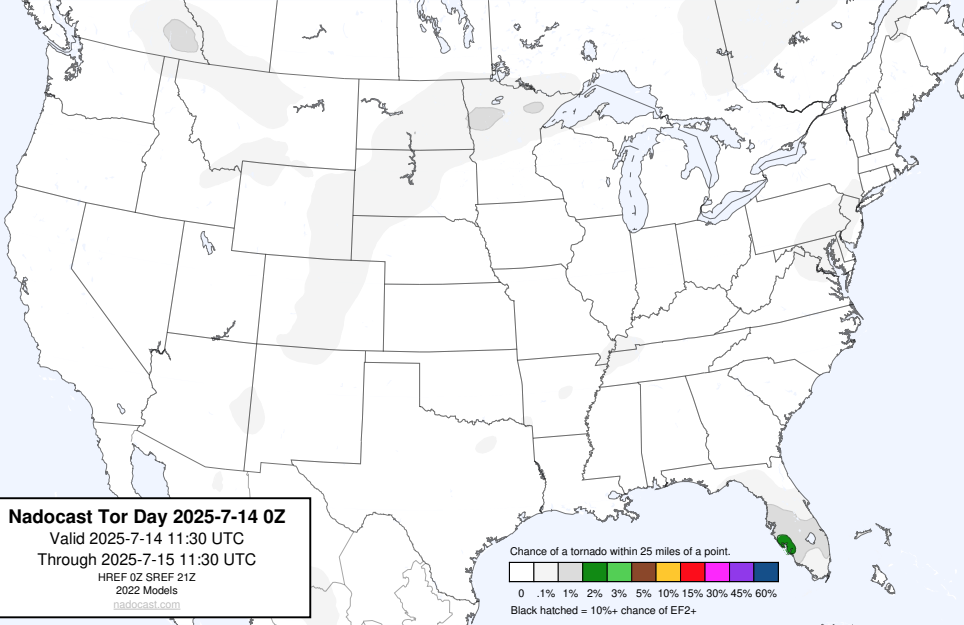 Nadocast Tor Day 2025-7-14 0Z
Valid 2025-7-14 11:30 UTC
Through 2025-7-15 11:30 UTC
HREF 0Z SREF 21Z
2022 Models
nadocast.com
Chance of a tornado within 25 miles of a point.
0 .1% 1% 2% 3% 5% 10% 15% 30% 45% 60%
Black hatched = 10%+ chance of EF2+